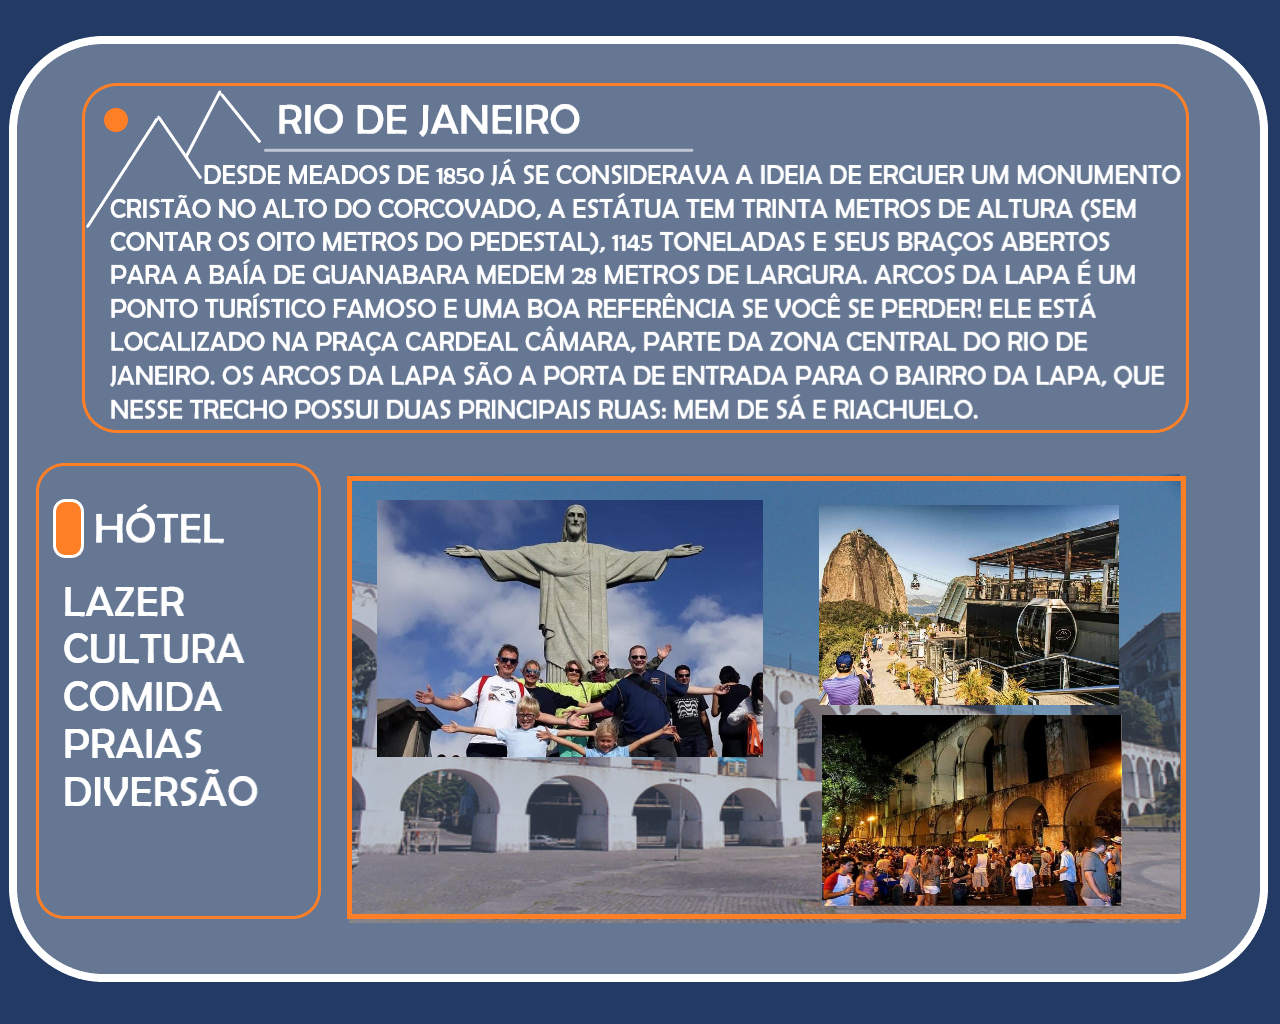 RIO DE JANEIRO
DESDE MEADOS DE 1850 JÁ SE CONSIDERAVA A IDEIA DE ERGUER UM MONUMENTO
CRISTÃO NO ALTO DO CORCOVADO, A ESTÁTUA TEM TRINTA METROS DE ALTURA (SEM
CONTAR OS OITO METROS DO PEDESTAL), 1145 TONELADAS E SEUS BRAÇOS ABERTOS
PARA A BAÍA DE GUANABARA MEDEM 28 METROS DE LARGURA. ARCOS DA LAPA É UM
PONTO TURÍSTICO FAMOSO E UMA BOA REFERÊNCIA SE VOCÊ SE PERDER! ELE ESTÁ
LOCALIZADO NA PRAÇA CARDEAL CÂMARA, PARTE DA ZONA CENTRAL DO RIO DE
JANEIRO. OS ARCOS DA LAPA SÃO A PORTA DE ENTRADA PARA O BAIRRO DA LAPA, QUE
NESSE TRECHO POSSUI DUAS PRINCIPAIS RUAS: MEM DE SÁ E RIACHUELO.
HÓTEL
LAZER
CULTURA
COMIDA
PRAIAS
DIVERSÃO